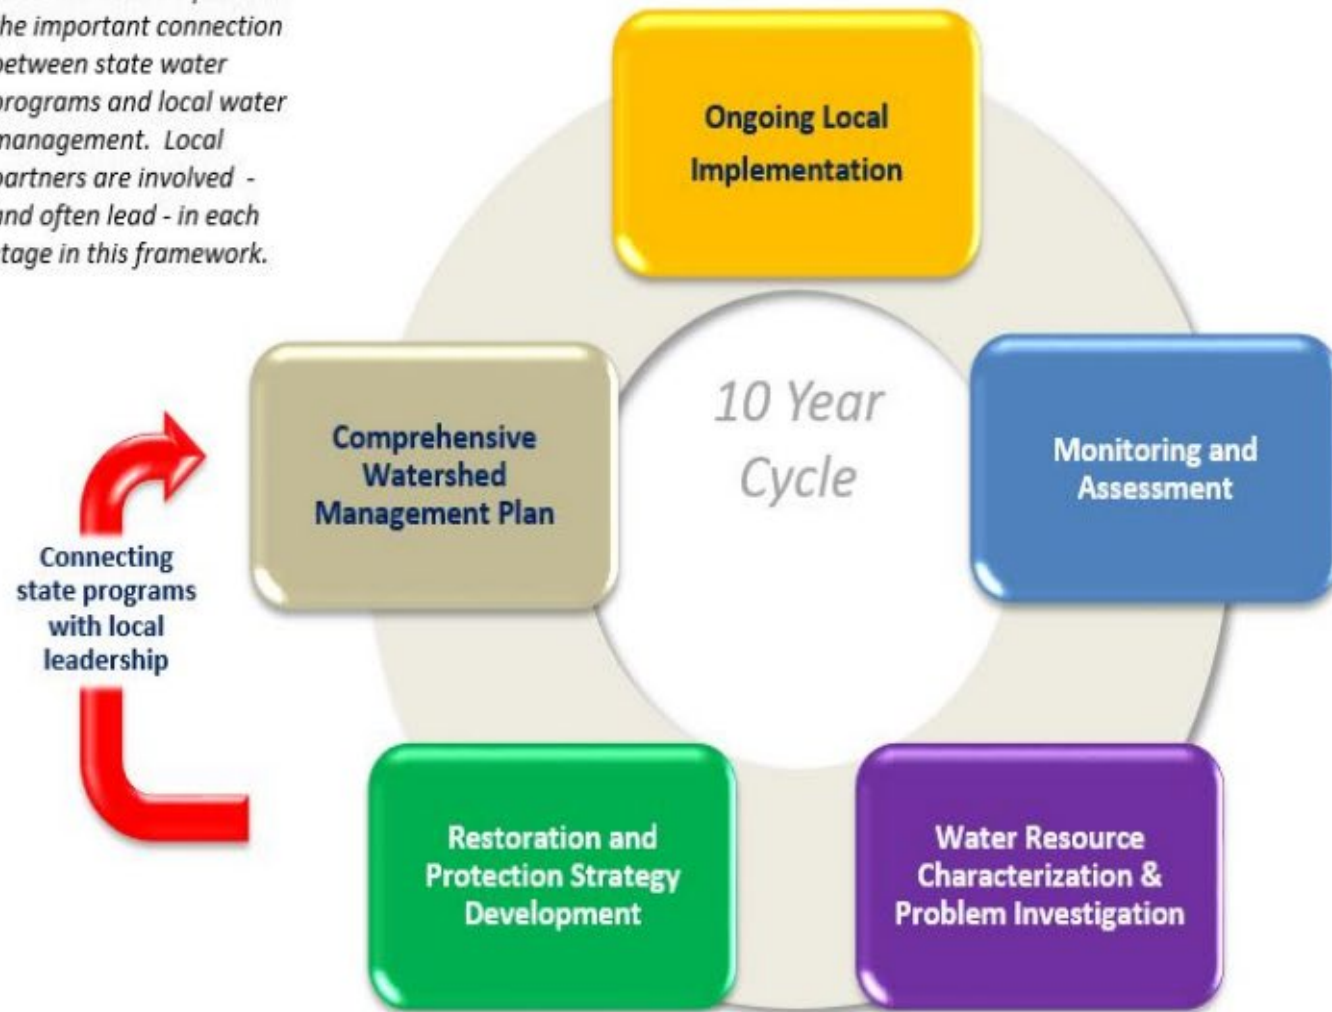 the important connection
between state water
programs and local water
management.  Local
partners are involved -
and often lead - in each
stage in this framework.
Ongoing Local
Implementation
10 Year
Cycle
Comprehensive
Watershed
Management Plan
Monitoring and
Assessment
Connecting
state programs
with local
leadership
Restoration and
Protection Strategy
Development
Water Resource
Characterization &
Problem Investigation